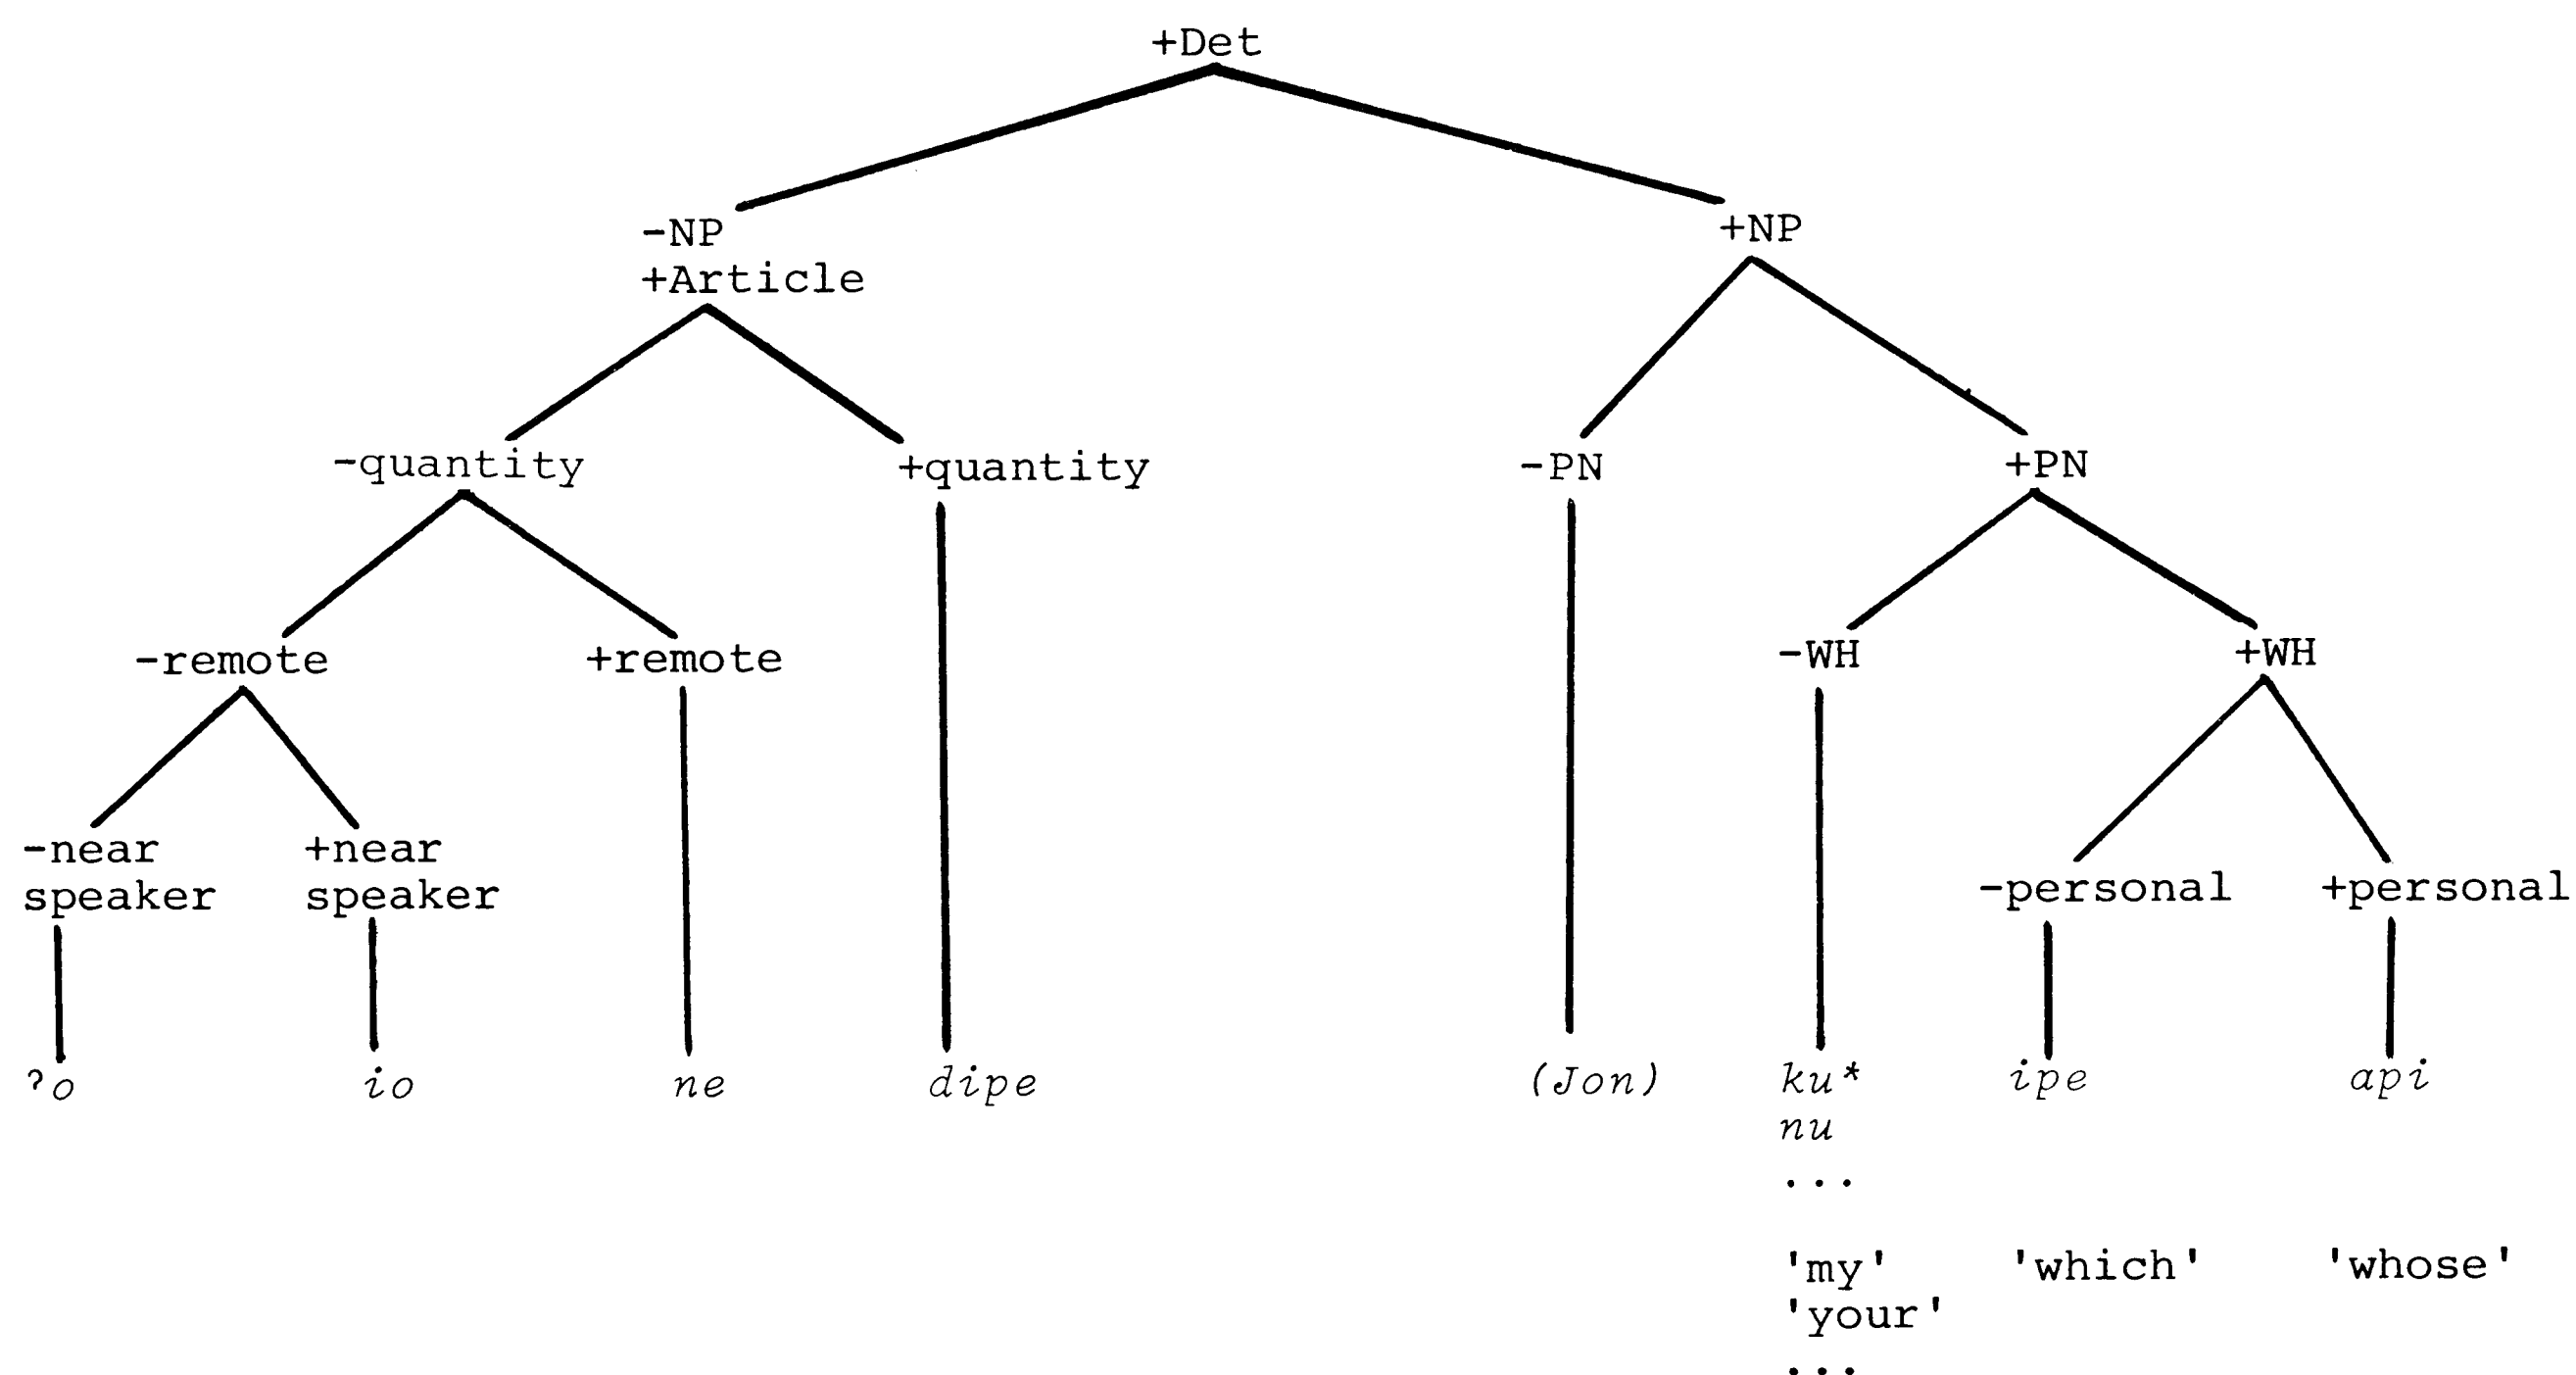 +Det
-NP +NP
+Article
-quantity +quantity -PN +PN
-remote +remote -WH +WH
-near +near
speaker speaker -personal +personal
ʔo io ne dipe (Jon) ku* ipe api
nu
...
'my' 'which' 'whose'
'your'
...